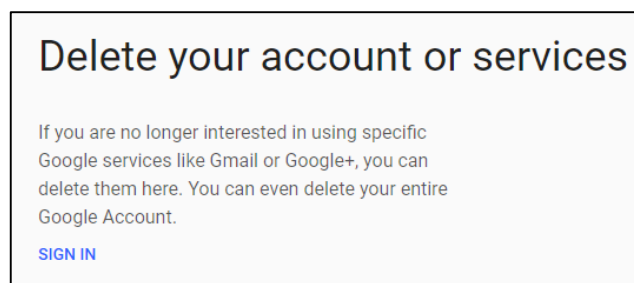 Delete your account or services
If you are no longer interested in using specific
Google services like Gmail or Google+, you can
delete them here. You can even delete your entire
Google Account.
SIGN IN